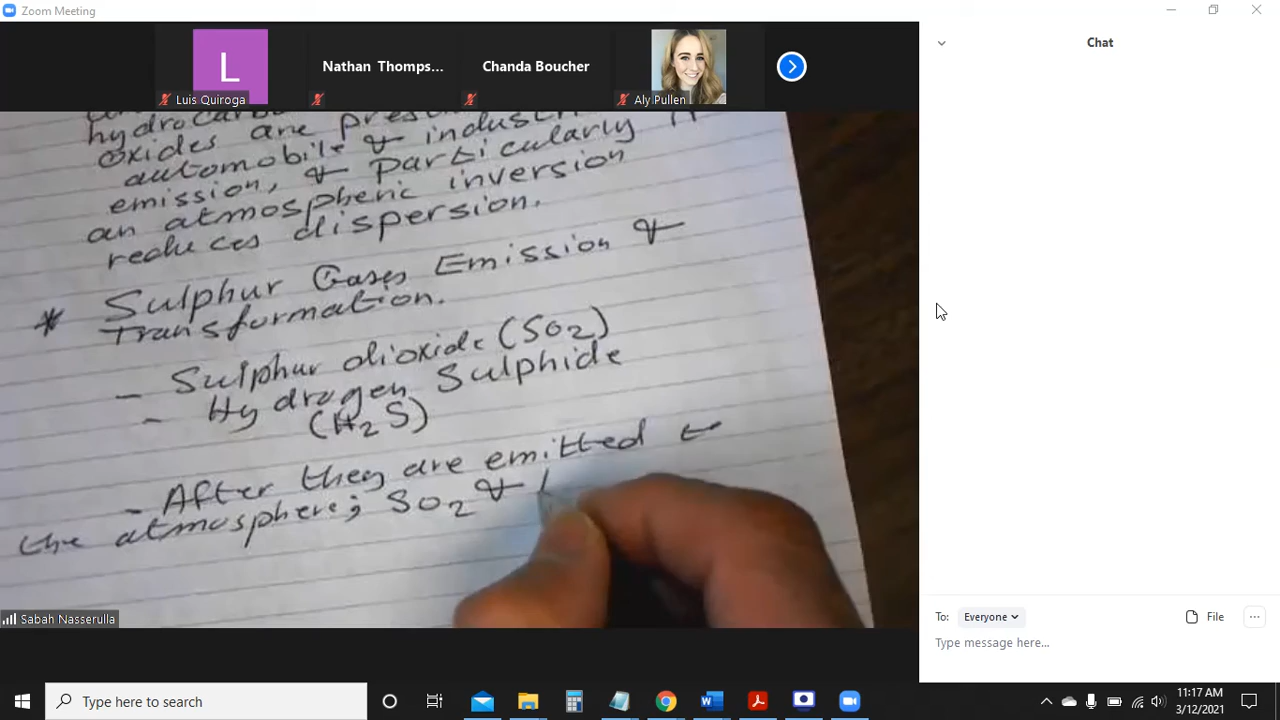 Zoom Meeting
Chat
L
Luis Quiroga
Nathan Thomps...
Chanda Boucher
Aly Pullen
hydrocarb
oxides are pres
automobile & indust
emission, & particularly
an atmospheric inversion
reduces dispersion.
* Sulphur Gases Emission &
Transformation.
- Sulphur dioxide (SO2)
- Hydrogen Sulphide
(H2S)
- After they are emitted to
the atmosphere; SO2 &
Sabah Nasserulla
To: Everyone
File
Type message here...
Type here to search
11:17 AM
3/12/2021